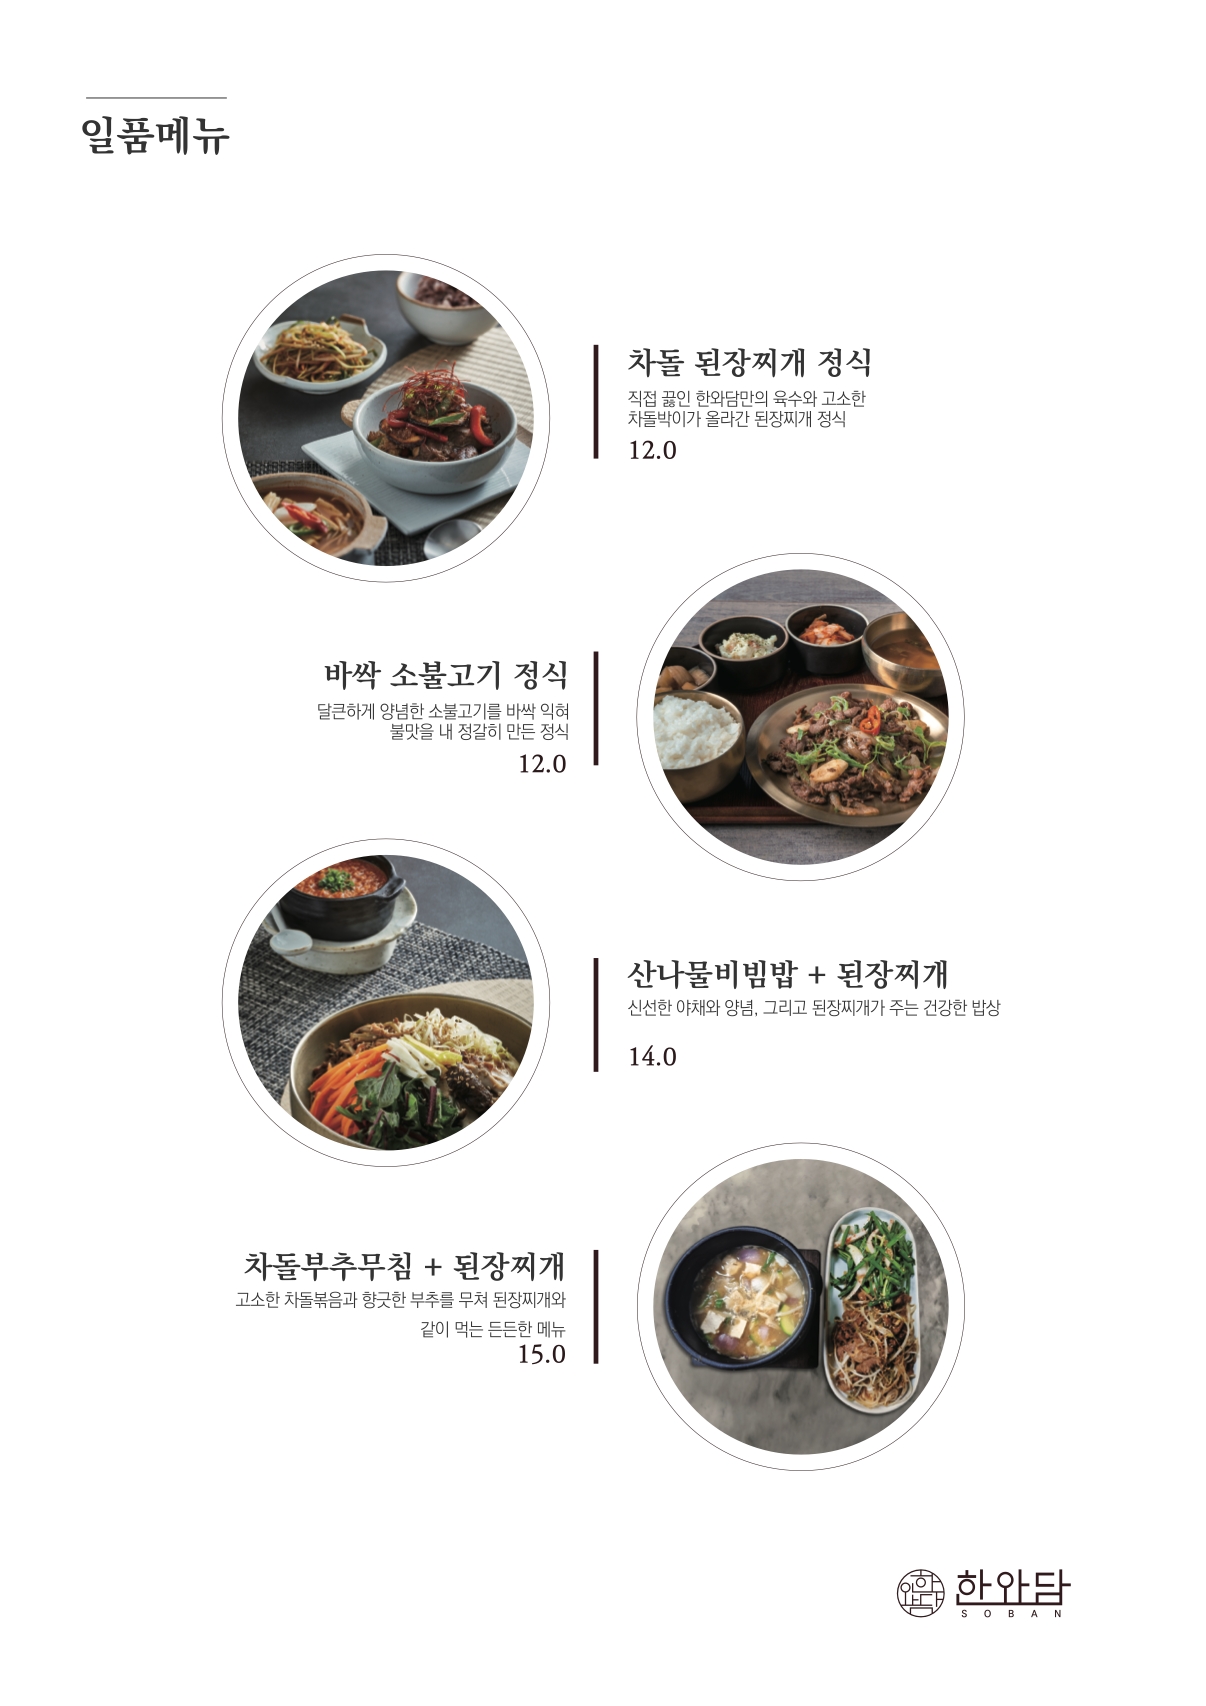 일품메뉴
차돌 된장찌개 정식
직접 끓인 한와담만의 육수와 고소한
차돌박이가 올라간 된장찌개 정식
12.0
바싹 소불고기 정식
달큰하게 양념한 소불고기를 바싹 익혀
불맛을 내 정갈히 만든 정식
12.0
산나물비빔밥 + 된장찌개
신선한 야채와 양념, 그리고 된장찌개가 주는 건강한 밥상
14.0
차돌부추무침 + 된장찌개
고소한 차돌볶음과 향긋한 부추를 무쳐 된장찌개와
같이 먹는 든든한 메뉴
15.0
한와담
SOBAN